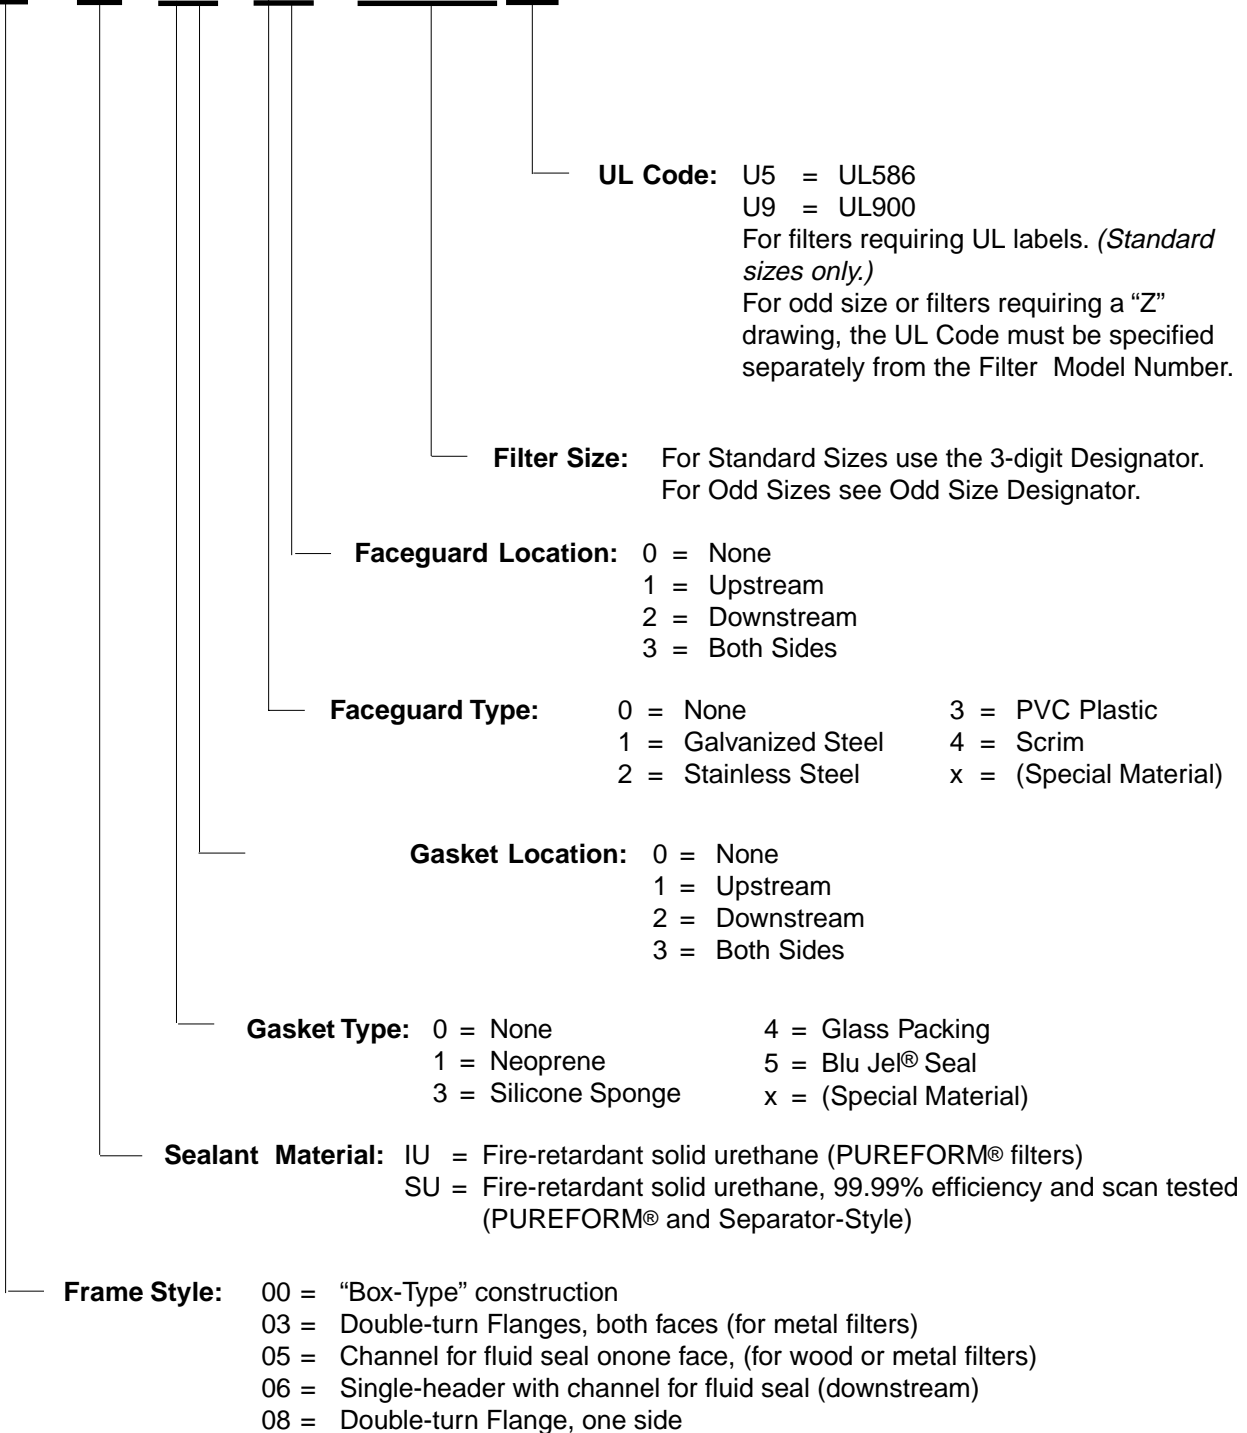 UL Code: U5 = UL586
U9 = UL900
For filters requiring UL labels. (Standard
sizes only.)
For odd size or filters requiring a “Z”
drawing, the UL Code must be specified
separately from the Filter Model Number.
Filter Size: For Standard Sizes use the 3-digit Designator.
For Odd Sizes see Odd Size Designator.
Faceguard Location: 0 = None
1 = Upstream
2 = Downstream
3 = Both Sides
Faceguard Type: 0 = None 3 = PVC Plastic
1 = Galvanized Steel 4 = Scrim
2 = Stainless Steel x = (Special Material)
Gasket Location: 0 = None
1 = Upstream
2 = Downstream
3 = Both Sides
Gasket Type: 0 = None 4 = Glass Packing
1 = Neoprene 5 = Blu Jel® Seal
3 = Silicone Sponge x = (Special Material)
Sealant Material: IU = Fire-retardant solid urethane (PUREFORM® filters)
SU = Fire-retardant solid urethane, 99.99% efficiency and scan tested
(PUREFORM® and Separator-Style)
Frame Style: 00 = “Box-Type” construction
03 = Double-turn Flanges, both faces (for metal filters)
05 = Channel for fluid seal onone face, (for wood or metal filters)
06 = Single-header with channel for fluid seal (downstream)
08 = Double-turn Flange, one side